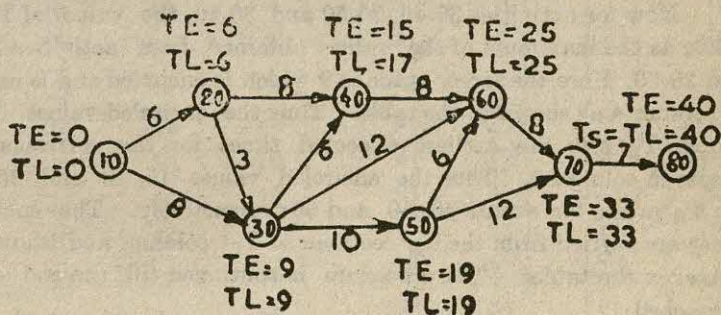 TE=6
TL=6
TE=15
TL=17
TE=25
TL=25
TE=40
TS=TL=40
TE=0
TL=0
10
6
20
8
40
8
60
8
70
7
80
3
6
12
6
12
30
10
50
TE=9
TL=9
TE=19
TL=19
TE=33
TL=33